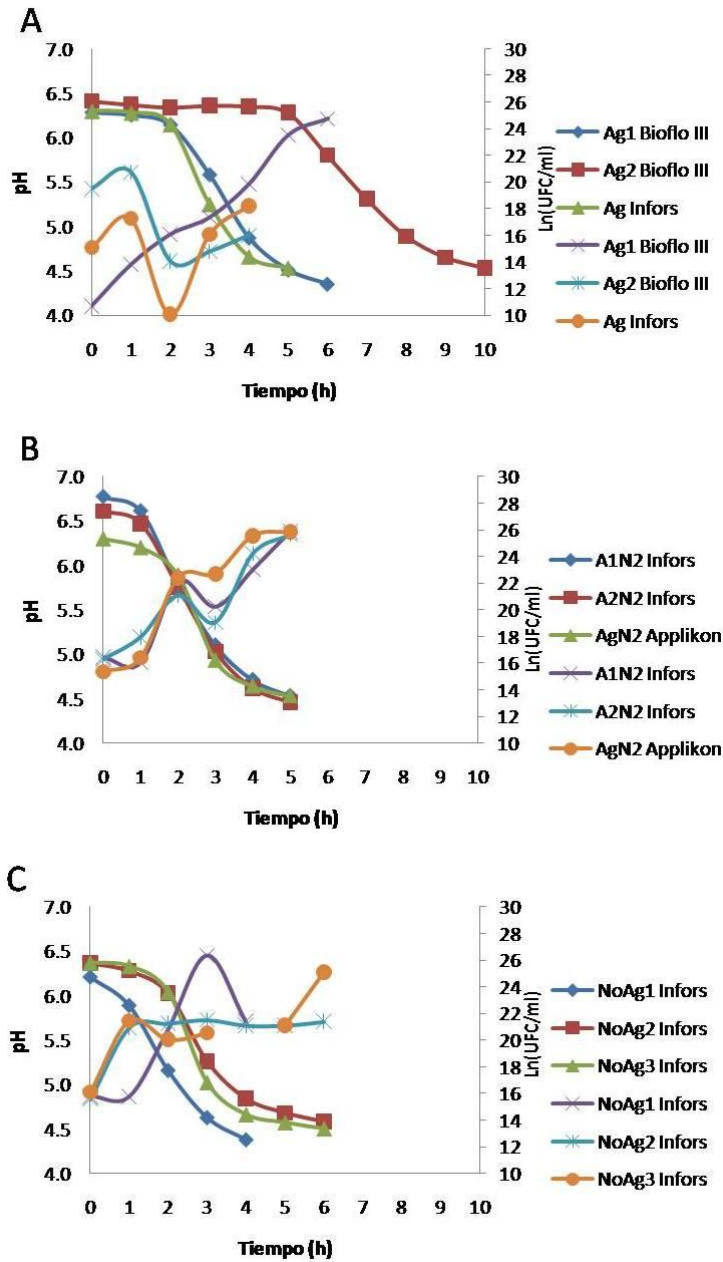 A
7.0
6.5
6.0
5.5
5.0
4.5
4.0
pH
0 1 2 3 4 5 6 7 8 9 10
Tiempo (h)
30
28
26
24
22
20
18
16
14
12
10
Ln(UFC/ml)
Ag1 Bioflo III
Ag2 Bioflo III
Ag Infors
Ag1 Bioflo III
Ag2 Bioflo III
Ag Infors
B
7.0
6.5
6.0
5.5
5.0
4.5
4.0
pH
0 1 2 3 4 5 6 7 8 9 10
Tiempo (h)
30
28
26
24
22
20
18
16
14
12
10
Ln(UFC/ml)
A1N2 Infors
A2N2 Infors
AgN2 Applikon
A1N2 Infors
A2N2 Infors
AgN2 Applikon
C
7.0
6.5
6.0
5.5
5.0
4.5
4.0
pH
0 1 2 3 4 5 6 7 8 9 10
Tiempo (h)
30
28
26
24
22
20
18
16
14
12
10
Ln(UFC/ml)
NoAg1 Infors
NoAg2 Infors
NoAg3 Infors
NoAg1 Infors
NoAg2 Infors
NoAg3 Infors